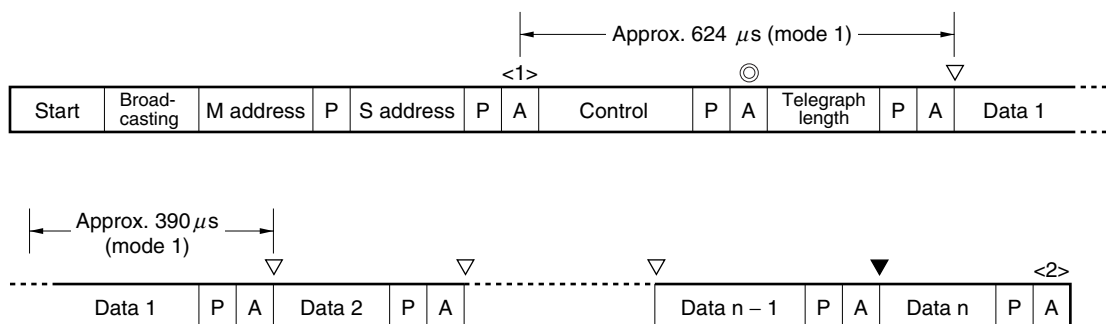 Approx. 624 μs (mode 1)
<1>
Start Broad-casting M address P S address P A Control P A Telegraph length P A Data 1
Approx. 390 μs
(mode 1)
<2>
Data 1 P A Data 2 P A Data n − 1 P A Data n P A